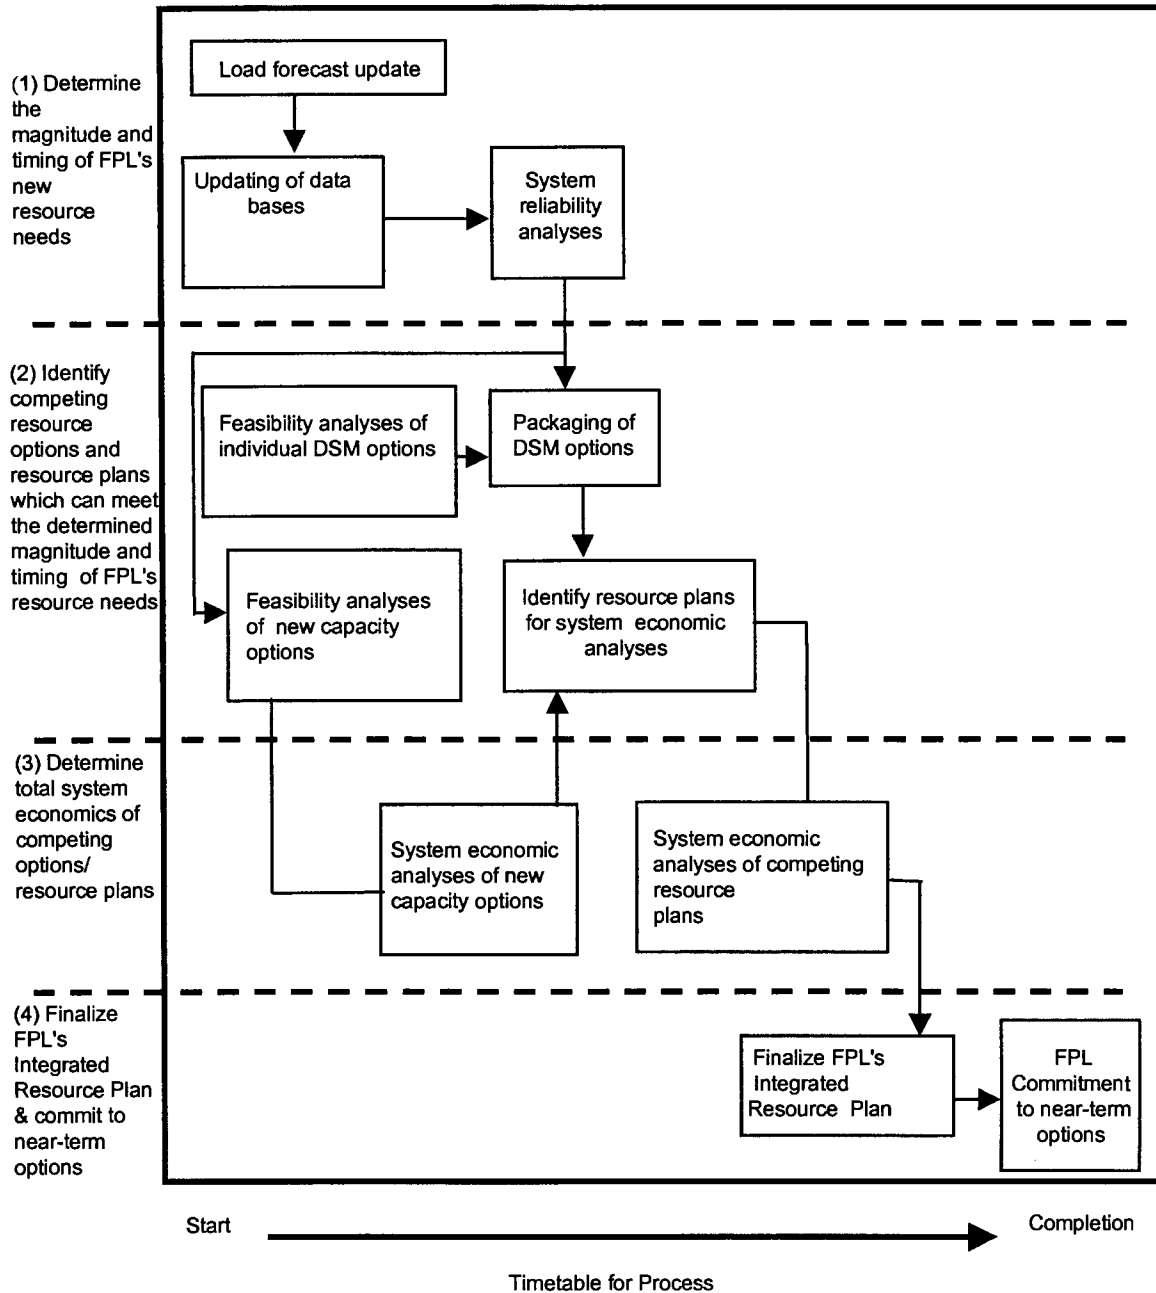 (1) Determine
the
magnitude and
timing of FPL's
new
resource
needs
Load forecast update
Updating of data
bases
System
reliability
analyses
(2) Identify
competing
resource
options and
resource plans
which can meet
the determined
magnitude and
timing of FPL's
resource needs
Feasibility analyses of
individual DSM options
Packaging of
DSM options
Feasibility analyses
of new capacity
options
Identify resource plans
for system economic
analyses
(3) Determine
total system
economics of
competing
options/
resource plans
System economic
analyses of new
capacity options
System economic
analyses of competing
resource
plans
(4) Finalize
FPL's
Integrated
Resource Plan
& commit to
near-term
options
Finalize FPL's
Integrated
Resource Plan
FPL
Commitment
to near-term
options
Start
Completion
Timetable for Process